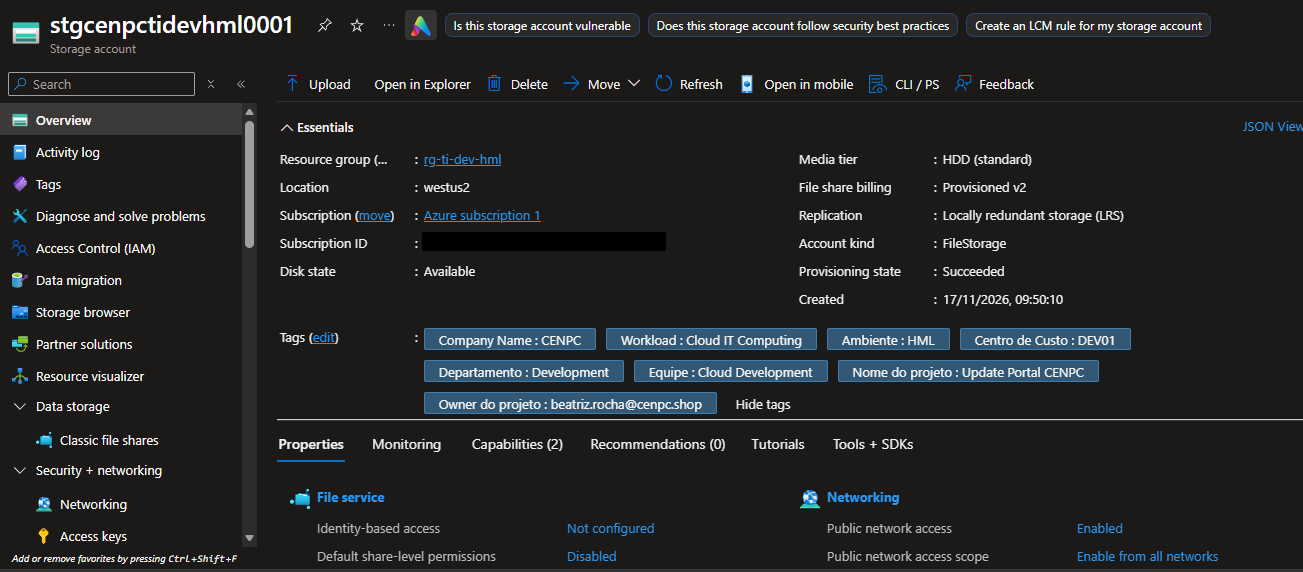 stgcenpctidevhml0001
Storage account
Is this storage account vulnerable
Does this storage account follow security best practices
Create an LCM rule for my storage account
Search
Overview
Activity log
Tags
Diagnose and solve problems
Access Control (IAM)
Data migration
Storage browser
Partner solutions
Resource visualizer
Data storage
Classic file shares
Security + networking
Networking
Access keys
Add or remove favorites by pressing Ctrl+Shift+F
Upload Open in Explorer Delete Move Refresh Open in mobile CLI / PS Feedback
Essentials
JSON View
Resource group (... : rg-ti-dev-hml
Location : westus2
Subscription (move) : Azure subscription 1
Subscription ID :
Disk state : Available
Media tier : HDD (standard)
File share billing : Provisioned v2
Replication : Locally redundant storage (LRS)
Account kind : FileStorage
Provisioning state : Succeeded
Created : 17/11/2026, 09:50:10
Tags (edit) : Company Name : CENPC Workload : Cloud IT Computing Ambiente : HML Centro de Custo : DEV01
Departamento : Development Equipe : Cloud Development Nome do projeto : Update Portal CENPC
Owner do projeto : beatriz.rocha@cenpc.shop Hide tags
Properties Monitoring Capabilities (2) Recommendations (0) Tutorials Tools + SDKs
File service
Identity-based access Not configured
Default share-level permissions Disabled
Networking
Public network access Enabled
Public network access scope Enable from all networks